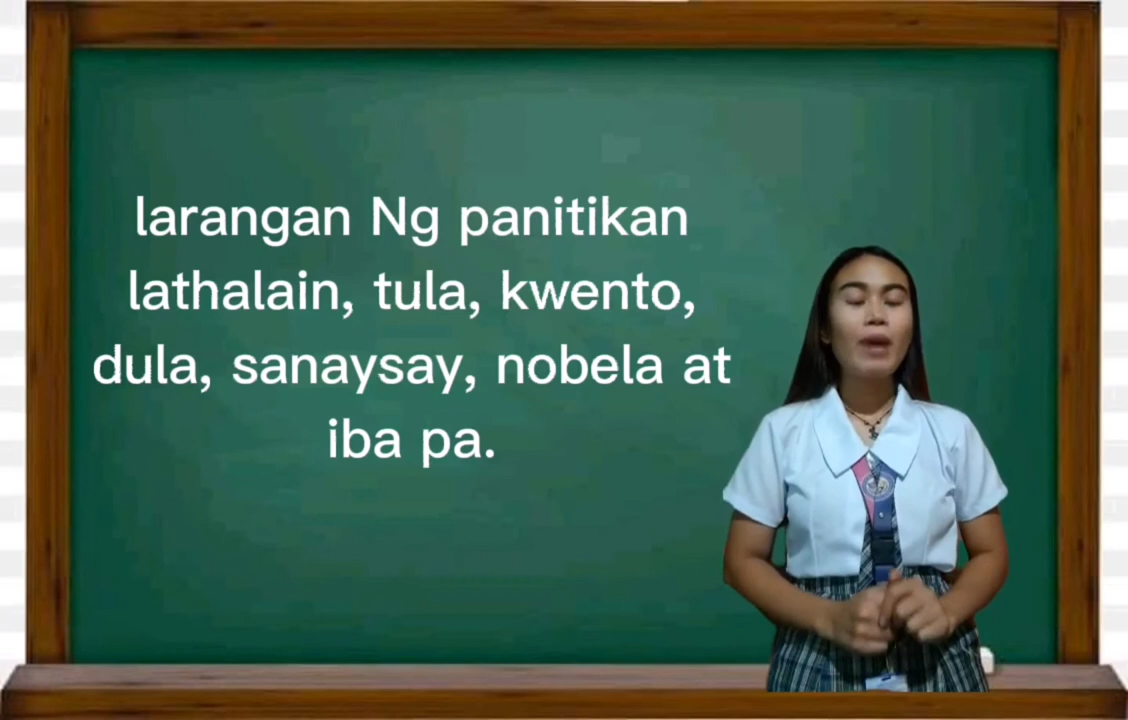 larangan Ng panitikan
lathalain, tula, kwento,
dula, sanaysay, nobela at
iba pa.